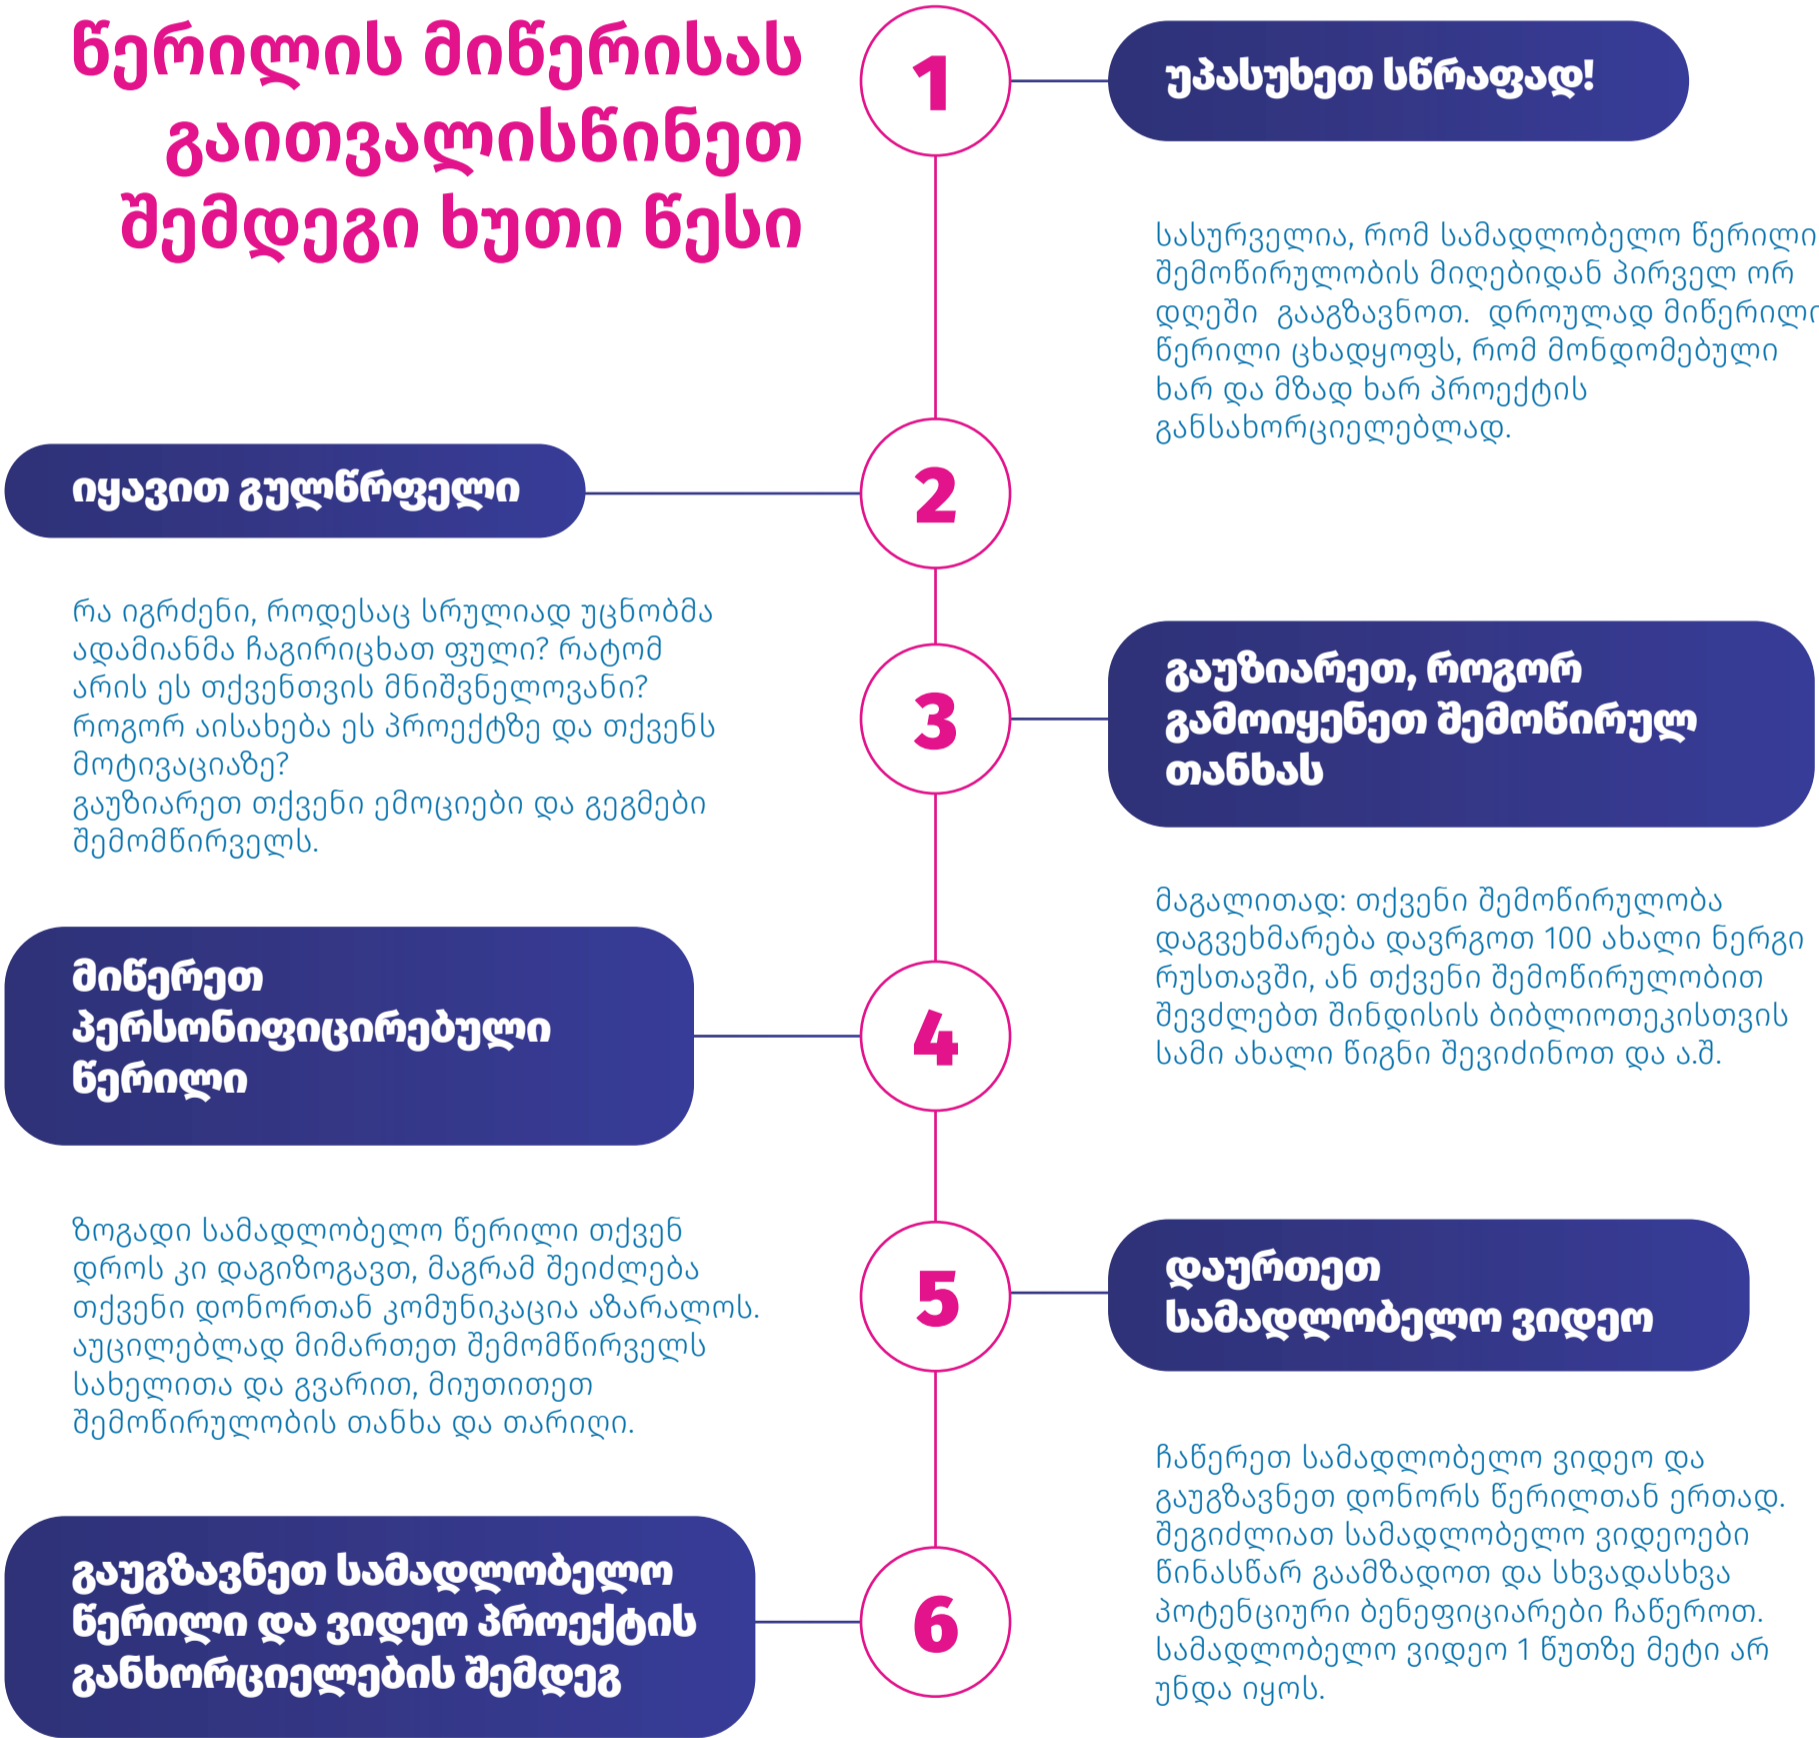 წერილის მიწერისას
გაითვალისწინეთ
შემდეგი ხუთი წესი
1
უპასუხეთ სწრაფად!
სასურველია, რომ სამადლობელო წერილი
შემოწირულობის მიღებიდან პირველ ორ
დღეში გააგზავნოთ. დროულად მიწერილი
წერილი ცხადყოფს, რომ მონდომებული
ხარ და მზად ხარ პროექტის
განსახორციელებლად.
2
იყავით გულწრფელი
რა იგრძენი, როდესაც სრულიად უცნობმა
ადამიანმა ჩაგირიცხათ ფული? რატომ
არის ეს თქვენთვის მნიშვნელოვანი?
როგორ აისახება ეს პროექტზე და თქვენს
მოტივაციაზე?
გაუზიარეთ თქვენი ემოციები და გეგმები
შემომწირველს.
3
გაუზიარეთ, როგორ
გამოიყენეთ შემოწირულ
თანხას
მაგალითად: თქვენი შემოწირულობა
დაგვეხმარება დავრგოთ 100 ახალი ნერგი
რუსთავში, ან თქვენი შემოწირულობით
შევძლებთ შინდისის ბიბლიოთეკისთვის
სამი ახალი წიგნი შევიძინოთ და ა.შ.
4
მიწერეთ
პერსონიფიცირებული
წერილი
ზოგადი სამადლობელო წერილი თქვენ
დროს კი დაგიზოგავთ, მაგრამ შეიძლება
თქვენი დონორთან კომუნიკაცია აზარალოს.
აუცილებლად მიმართეთ შემომწირველს
სახელითა და გვარით, მიუთითეთ
შემოწირულობის თანხა და თარიღი.
5
დაურთეთ
სამადლობელო ვიდეო
ჩაწერეთ სამადლობელო ვიდეო და
გაუგზავნეთ დონორს წერილთან ერთად.
შეგიძლიათ სამადლობელო ვიდეოები
წინასწარ გაამზადოთ და სხვადასხვა
პოტენციური ბენეფიციარები ჩაწეროთ.
სამადლობელო ვიდეო 1 წუთზე მეტი არ
უნდა იყოს.
6
გაუგზავნეთ სამადლობელო
წერილი და ვიდეო პროექტის
განხორციელების შემდეგ